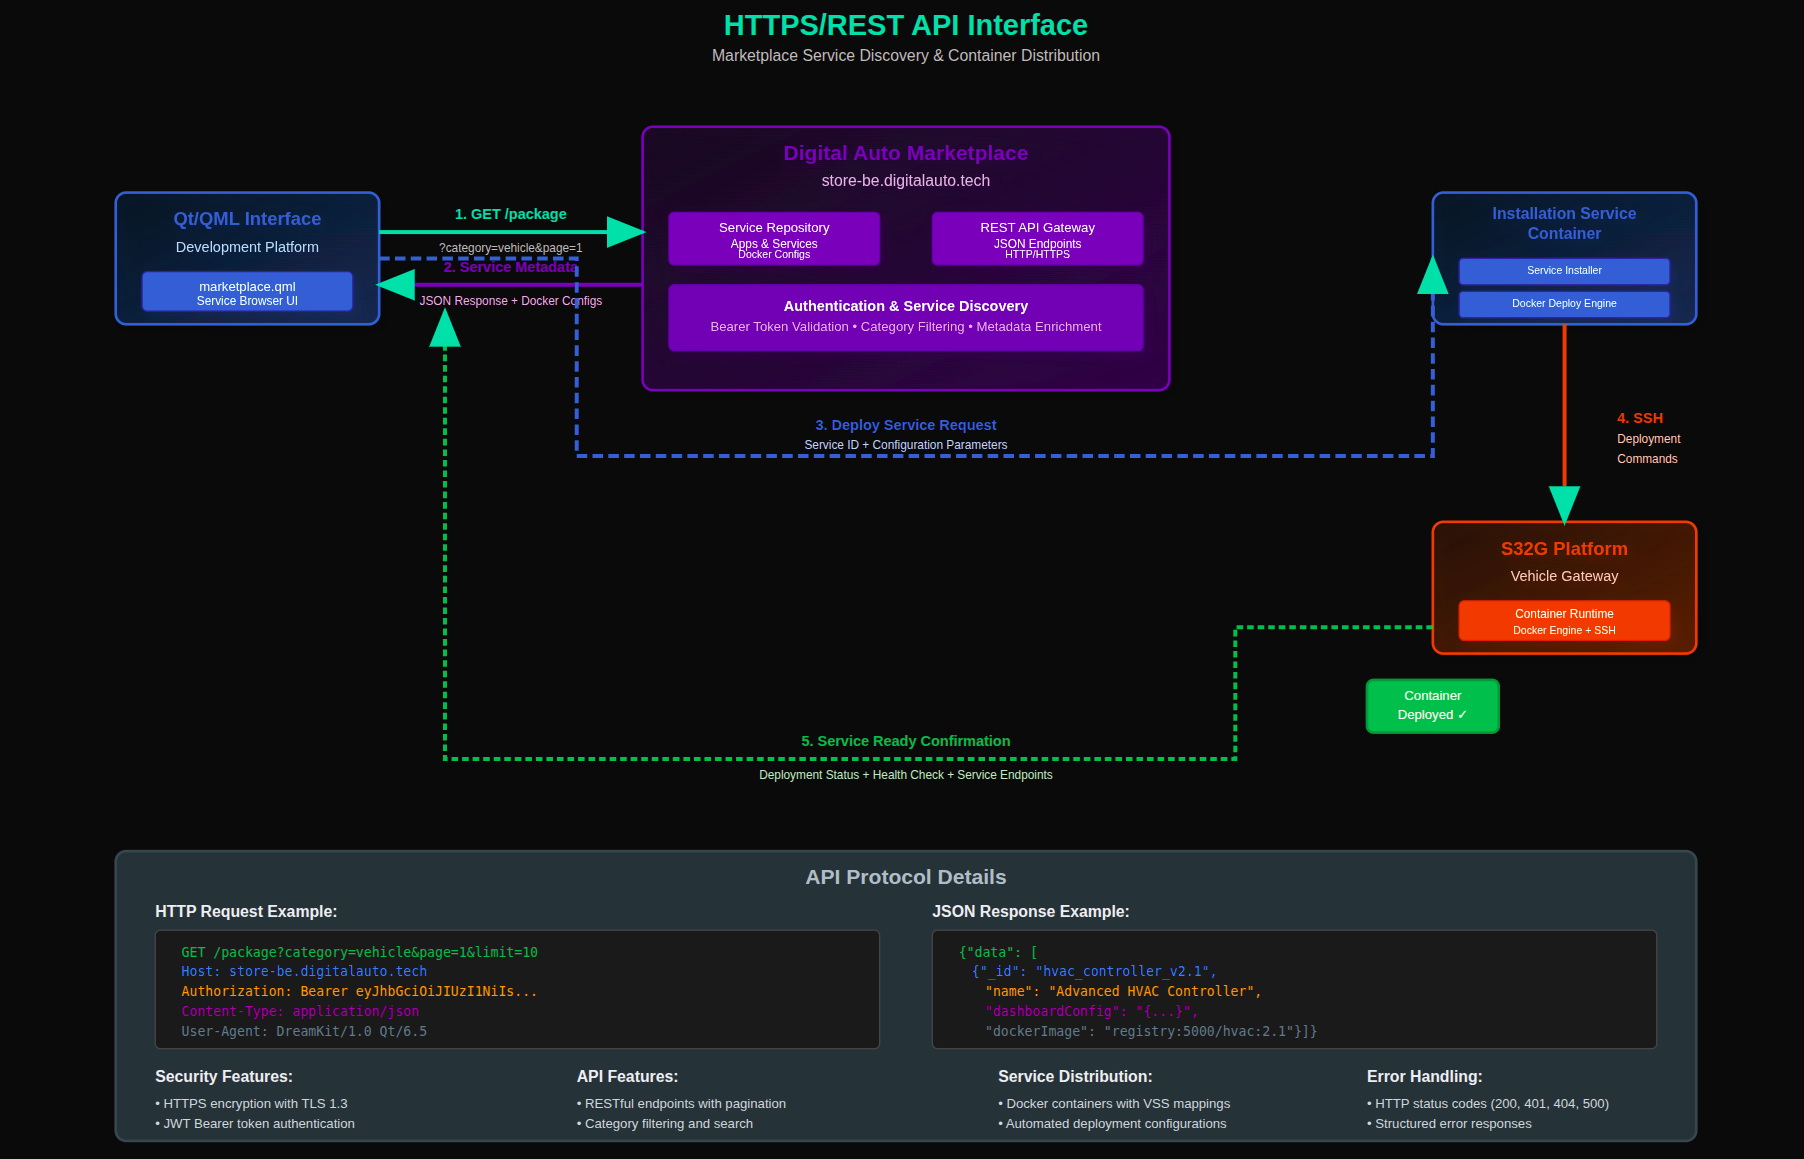 HTTPS/REST API Interface
Marketplace Service Discovery & Container Distribution
Digital Auto Marketplace
store-be.digitalauto.tech
Service Repository
Apps & Services
Docker Configs
REST API Gateway
JSON Endpoints
HTTP/HTTPS
Authentication & Service Discovery
Bearer Token Validation • Category Filtering • Metadata Enrichment
Qt/QML Interface
Development Platform
marketplace.qml
Service Browser UI
1. GET /package
?category=vehicle&page=1
2. Service Metadata
JSON Response + Docker Configs
Installation Service
Container
Service Installer
Docker Deploy Engine
3. Deploy Service Request
Service ID + Configuration Parameters
4. SSH
Deployment
Commands
S32G Platform
Vehicle Gateway
Container Runtime
Docker Engine + SSH
Container
Deployed ✓
5. Service Ready Confirmation
Deployment Status + Health Check + Service Endpoints
API Protocol Details
HTTP Request Example:
GET /package?category=vehicle&page=1&limit=10
Host: store-be.digitalauto.tech
Authorization: Bearer eyJhbGciOiJIUzI1NiIs...
Content-Type: application/json
User-Agent: DreamKit/1.0 Qt/6.5
JSON Response Example:
{"data": [
{"_id": "hvac_controller_v2.1",
"name": "Advanced HVAC Controller",
"dashboardConfig": "{...}",
"dockerImage": "registry:5000/hvac:2.1"}]}
Security Features:
• HTTPS encryption with TLS 1.3
• JWT Bearer token authentication
API Features:
• RESTful endpoints with pagination
• Category filtering and search
Service Distribution:
• Docker containers with VSS mappings
• Automated deployment configurations
Error Handling:
• HTTP status codes (200, 401, 404, 500)
• Structured error responses